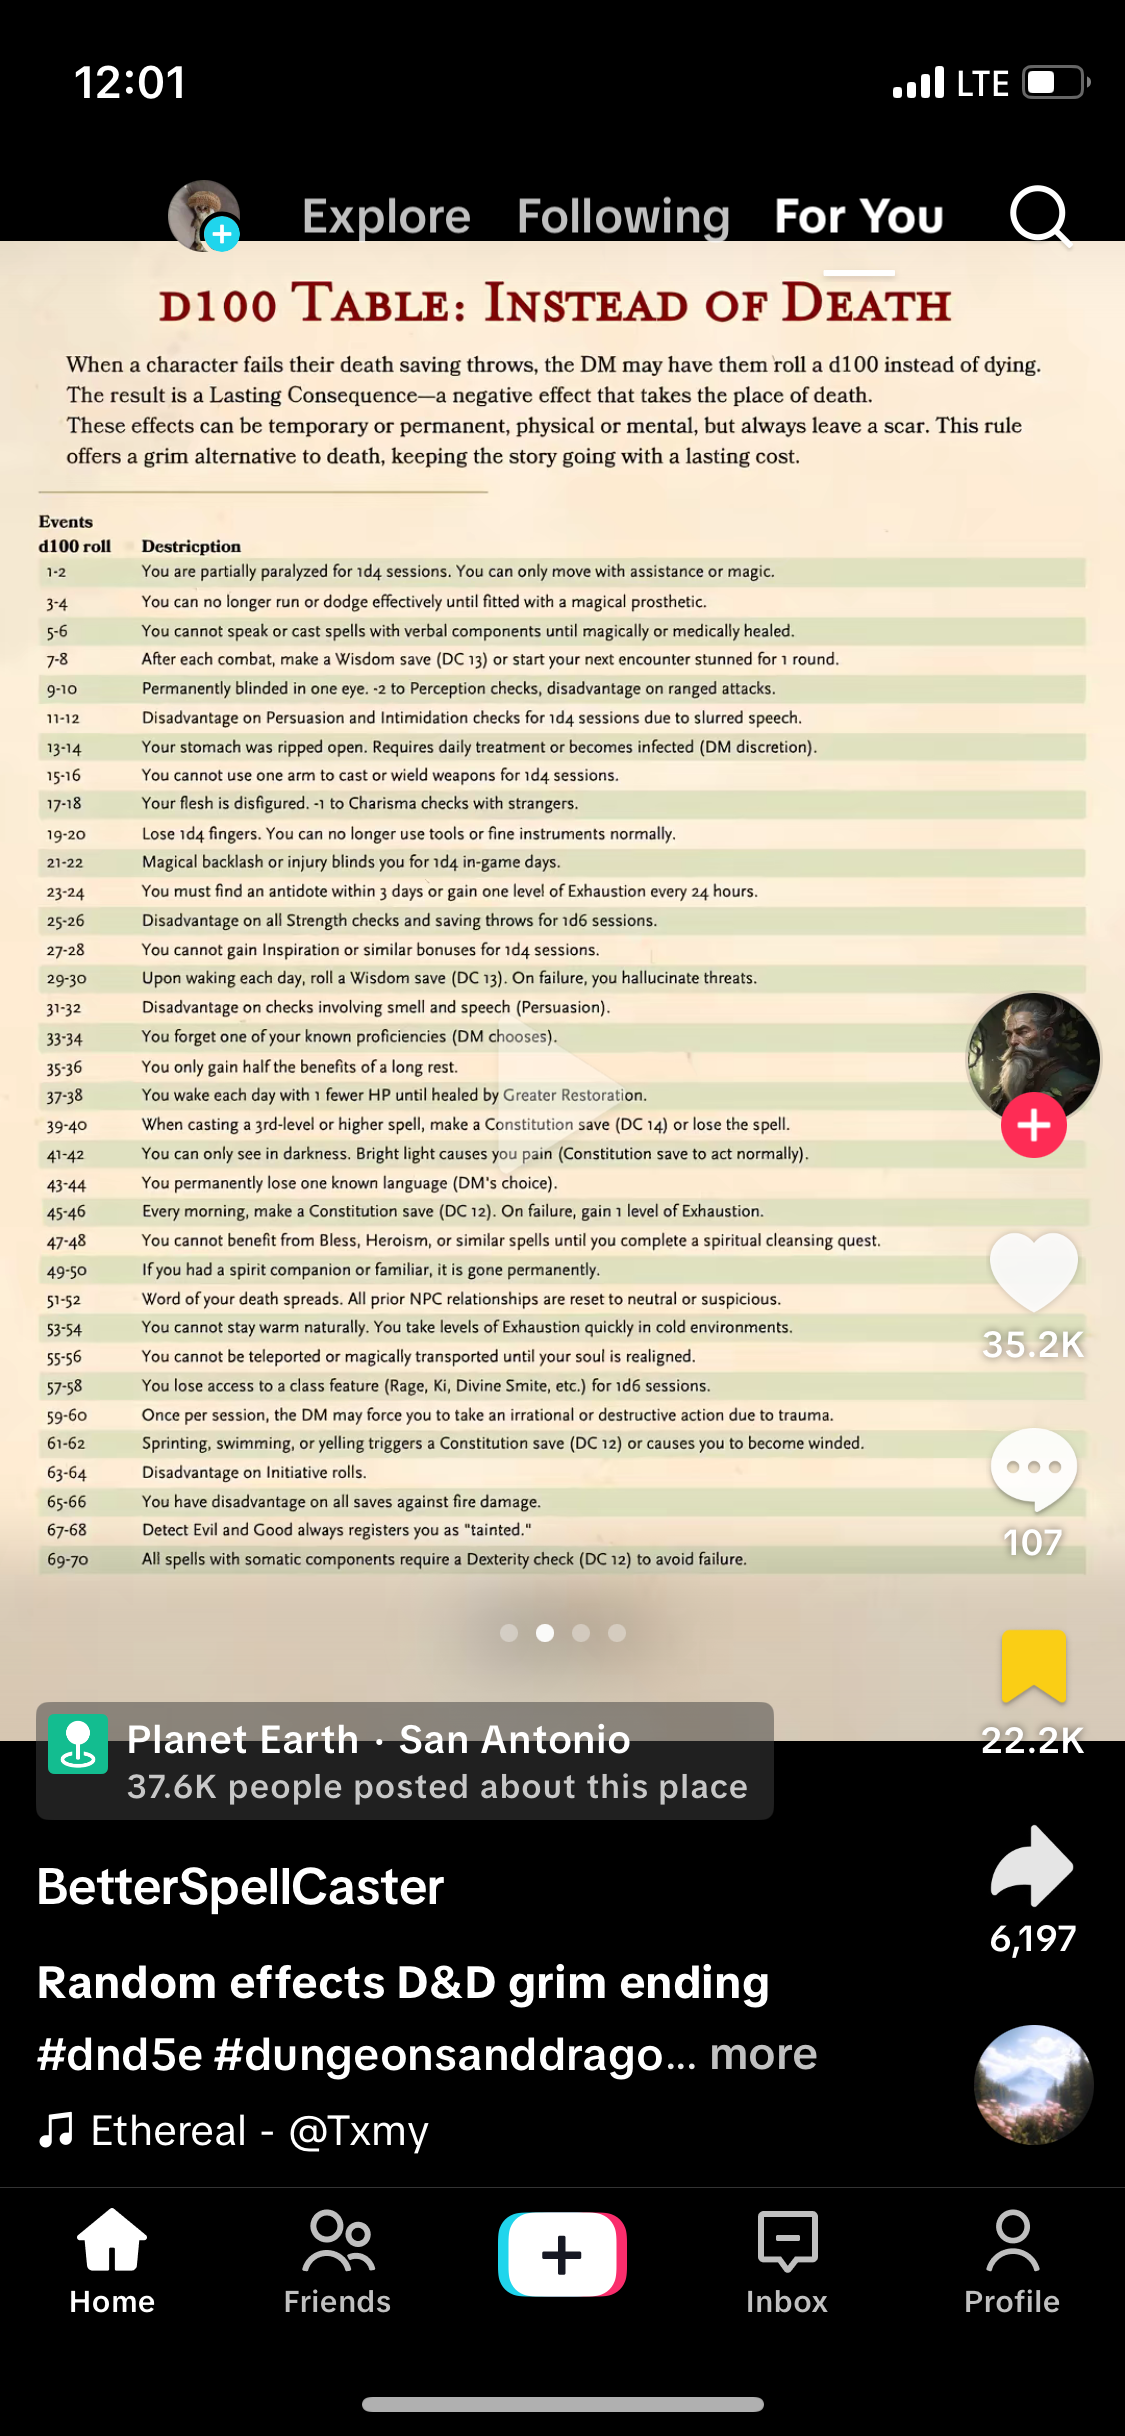 12:01
LTE
Explore Following For You
D100 Table: Instead of Death
When a character fails their death saving throws, the DM may have them roll a d100 instead of dying.
The result is a Lasting Consequence—a negative effect that takes the place of death.
These effects can be temporary or permanent, physical or mental, but always leave a scar. This rule
offers a grim alternative to death, keeping the story going with a lasting cost.
Events
d100 roll Destricption
1-2 You are partially paralyzed for 1d4 sessions. You can only move with assistance or magic.
3-4 You can no longer run or dodge effectively until fitted with a magical prosthetic.
5-6 You cannot speak or cast spells with verbal components until magically or medically healed.
7-8 After each combat, make a Wisdom save (DC 13) or start your next encounter stunned for 1 round.
9-10 Permanently blinded in one eye. -2 to Perception checks, disadvantage on ranged attacks.
11-12 Disadvantage on Persuasion and Intimidation checks for 1d4 sessions due to slurred speech.
13-14 Your stomach was ripped open. Requires daily treatment or becomes infected (DM discretion).
15-16 You cannot use one arm to cast or wield weapons for 1d4 sessions.
17-18 Your flesh is disfigured. -1 to Charisma checks with strangers.
19-20 Lose 1d4 fingers. You can no longer use tools or fine instruments normally.
21-22 Magical backlash or injury blinds you for 1d4 in-game days.
23-24 You must find an antidote within 3 days or gain one level of Exhaustion every 24 hours.
25-26 Disadvantage on all Strength checks and saving throws for 1d6 sessions.
27-28 You cannot gain Inspiration or similar bonuses for 1d4 sessions.
29-30 Upon waking each day, roll a Wisdom save (DC 13). On failure, you hallucinate threats.
31-32 Disadvantage on checks involving smell and speech (Persuasion).
33-34 You forget one of your known proficiencies (DM chooses).
35-36 You only gain half the benefits of a long rest.
37-38 You wake each day with 1 fewer HP until healed by Greater Restoration.
39-40 When casting a 3rd-level or higher spell, make a Constitution save (DC 14) or lose the spell.
41-42 You can only see in darkness. Bright light causes you pain (Constitution save to act normally).
43-44 You permanently lose one known language (DM's choice).
45-46 Every morning, make a Constitution save (DC 12). On failure, gain 1 level of Exhaustion.
47-48 You cannot benefit from Bless, Heroism, or similar spells until you complete a spiritual cleansing quest.
49-50 If you had a spirit companion or familiar, it is gone permanently.
51-52 Word of your death spreads. All prior NPC relationships are reset to neutral or suspicious.
53-54 You cannot stay warm naturally. You take levels of Exhaustion quickly in cold environments.
55-56 You cannot be teleported or magically transported until your soul is realigned.
57-58 You lose access to a class feature (Rage, Ki, Divine Smite, etc.) for 1d6 sessions.
59-60 Once per session, the DM may force you to take an irrational or destructive action due to trauma.
61-62 Sprinting, swimming, or yelling triggers a Constitution save (DC 12) or causes you to become winded.
63-64 Disadvantage on Initiative rolls.
65-66 You have disadvantage on all saves against fire damage.
67-68 Detect Evil and Good always registers you as "tainted."
69-70 All spells with somatic components require a Dexterity check (DC 12) to avoid failure.
35.2K
107
22.2K
6,197
Planet Earth · San Antonio
37.6K people posted about this place
BetterSpellCaster
Random effects D&D grim ending
#dnd5e #dungeonsanddrago... more
Ethereal - @Txmy
Home Friends Inbox Profile